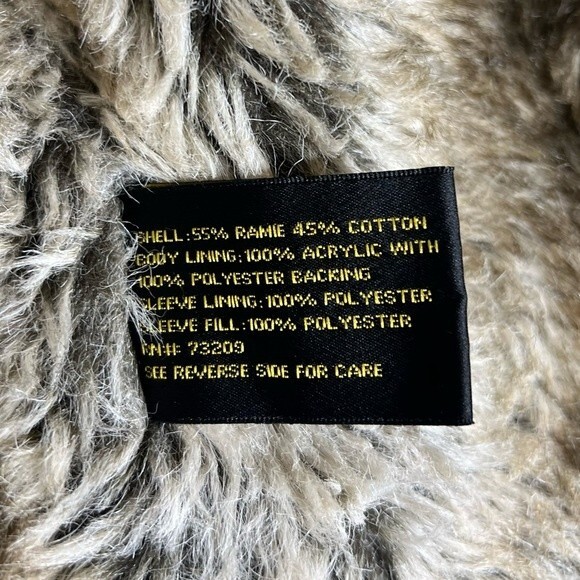 SHELL:55% RAMIE 45% COTTON
BODY LINING:100% ACRYLIC WITH
100% POLYESTER BACKING
SLEEVE LINING:100% POLYESTER
SLEEVE FILL:100% POLYESTER
RN#: 73209
SEE REVERSE SIDE FOR CARE